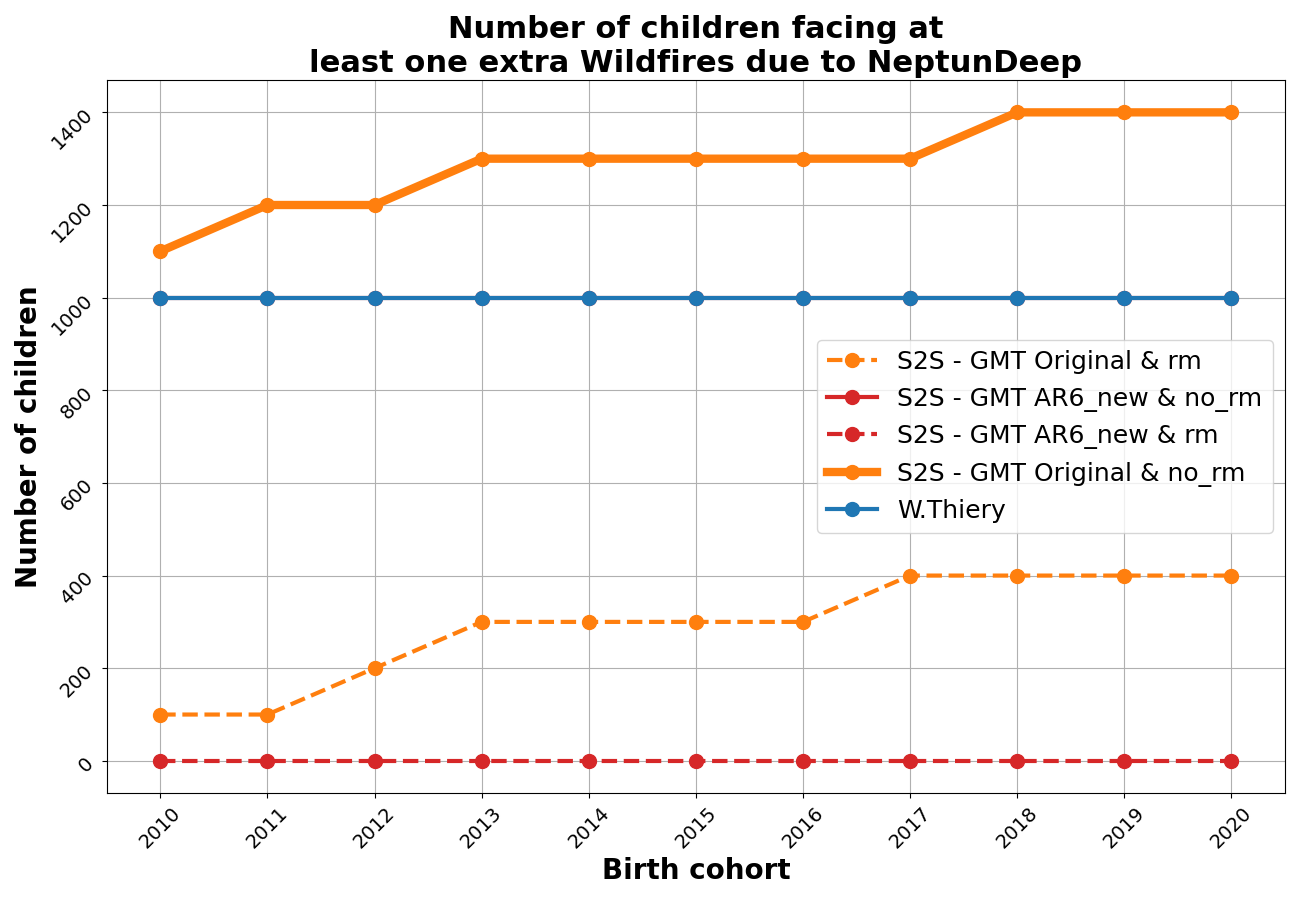 Number of children facing at
least one extra Wildfires due to NeptunDeep
Number of children
1400
1200
1000
800
600
400
200
0
S2S - GMT Original & rm
S2S - GMT AR6_new & no_rm
S2S - GMT AR6_new & rm
S2S - GMT Original & no_rm
W.Thiery
2010
2011
2012
2013
2014
2015
2016
2017
2018
2019
2020
Birth cohort